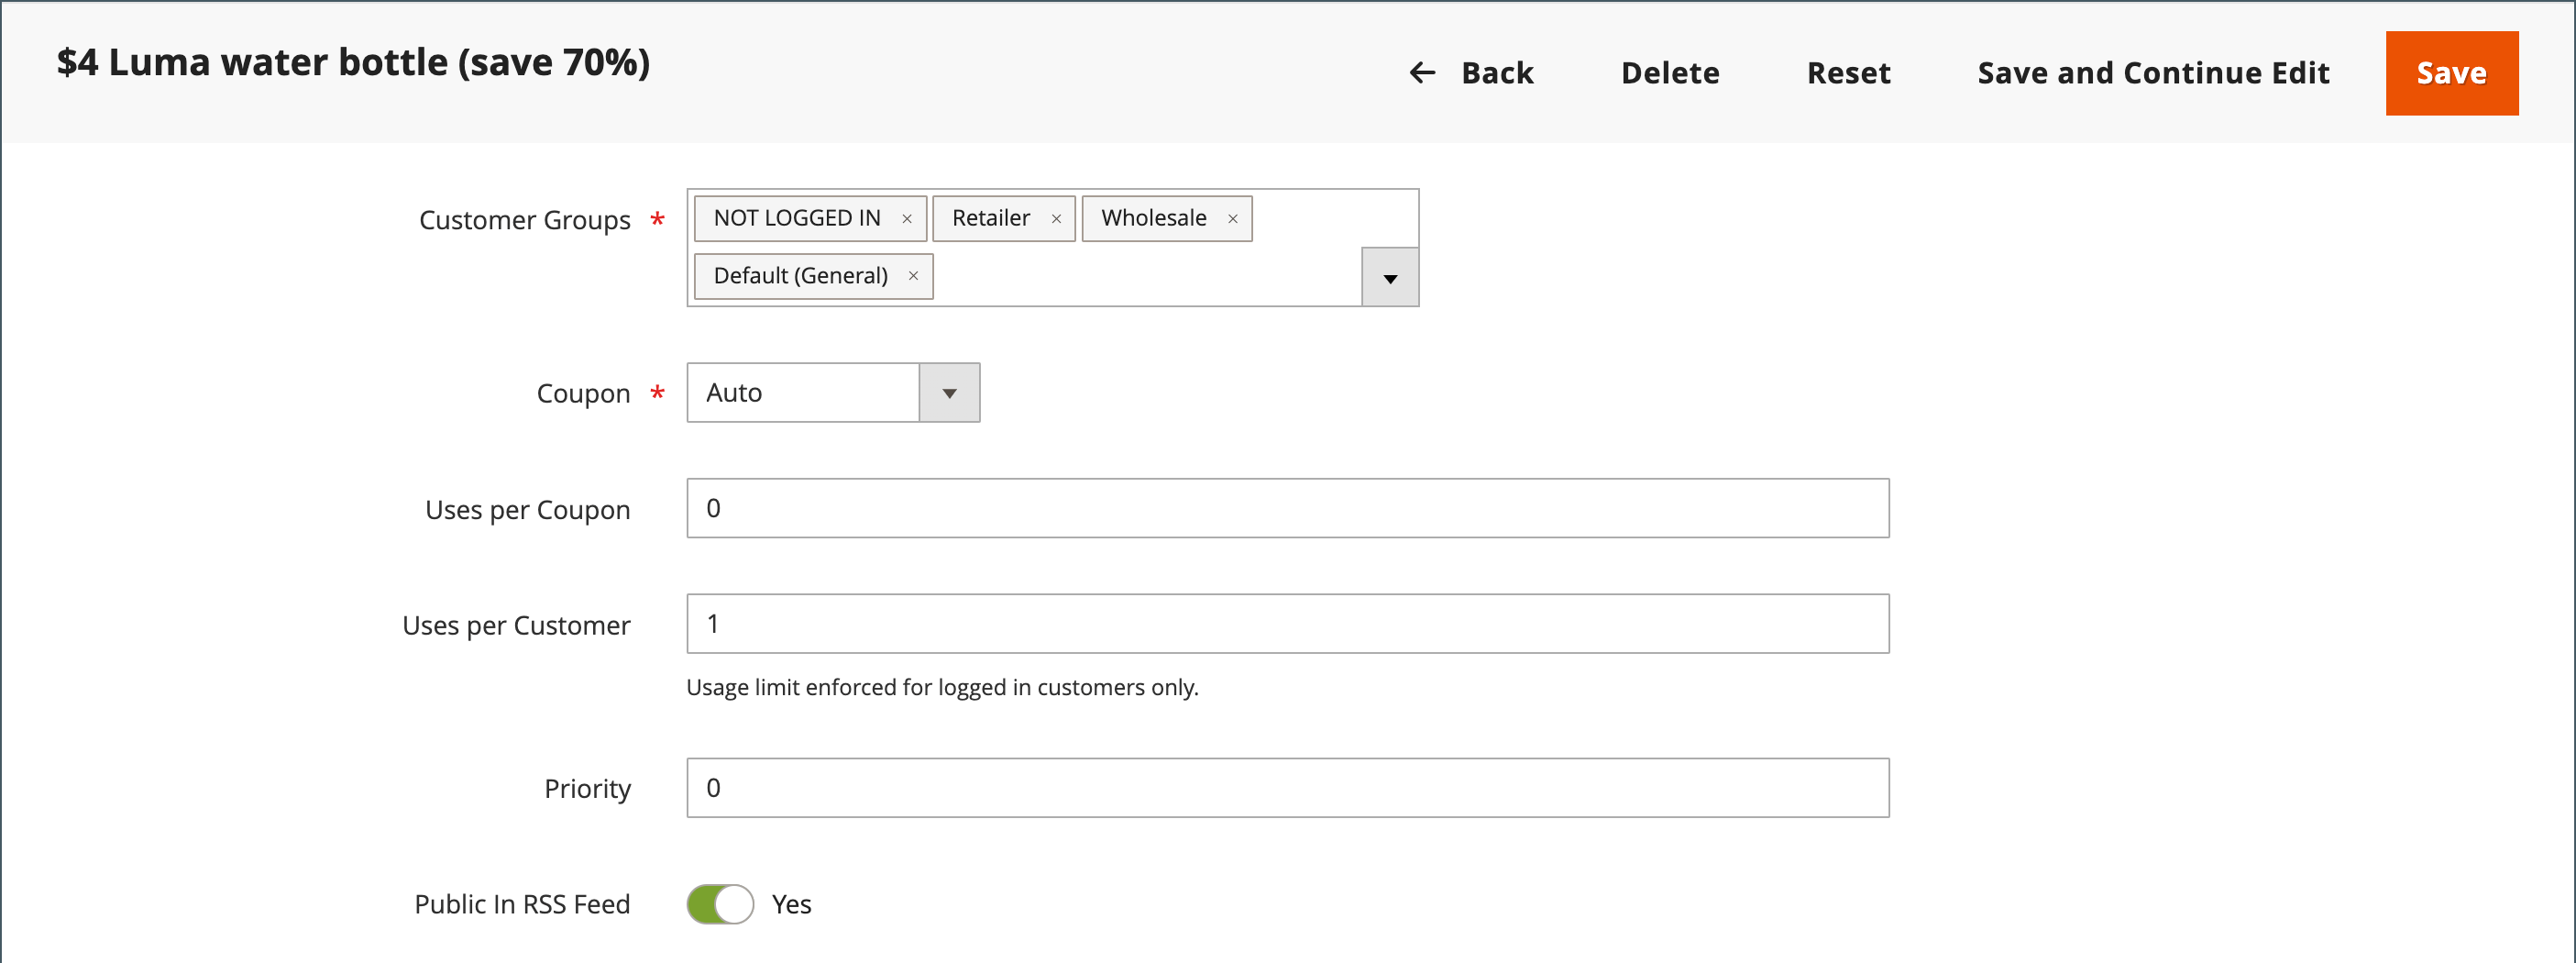 $4 Luma water bottle (save 70%)
← Back Delete Reset Save and Continue Edit Save
Customer Groups * NOT LOGGED IN × Retailer × Wholesale ×
Default (General) ×
Coupon * Auto
Uses per Coupon 0
Uses per Customer 1
Usage limit enforced for logged in customers only.
Priority 0
Public In RSS Feed Yes